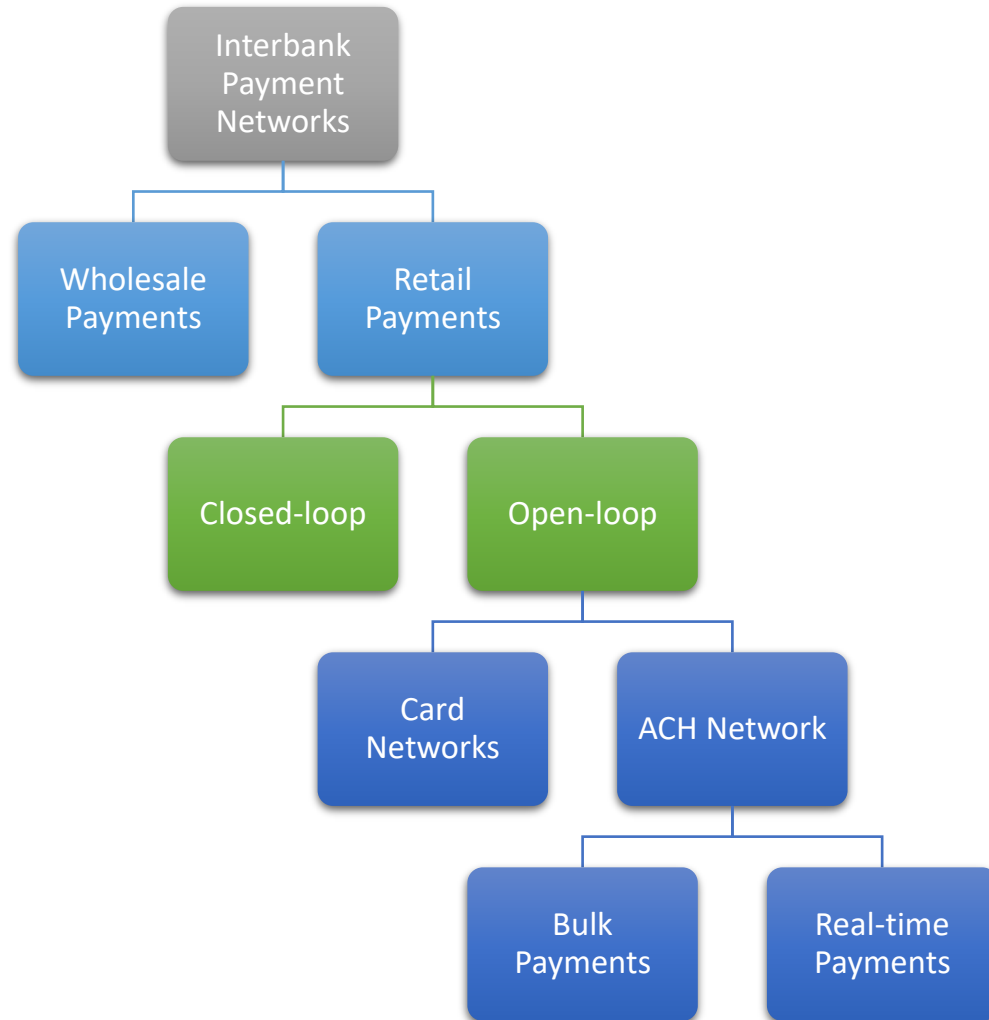 Interbank
Payment
Networks
Wholesale
Payments
Retail
Payments
Closed-loop
Open-loop
Card
Networks
ACH Network
Bulk
Payments
Real-time
Payments